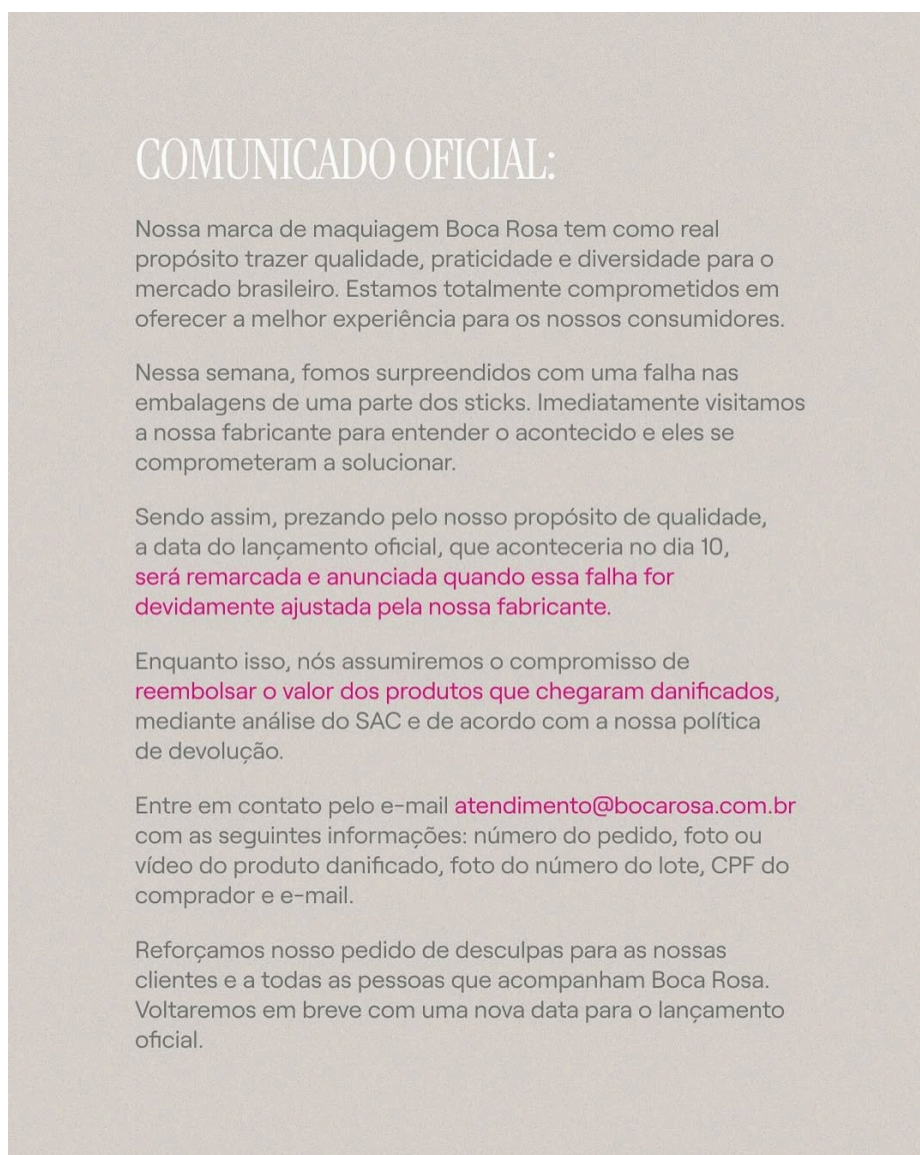 COMUNICADO OFICIAL:
Nossa marca de maquiagem Boca Rosa tem como real
propósito trazer qualidade, praticidade e diversidade para o
mercado brasileiro. Estamos totalmente comprometidos em
oferecer a melhor experiência para os nossos consumidores.
Nessa semana, fomos surpreendidos com uma falha nas
embalagens de uma parte dos sticks. Imediatamente visitamos
a nossa fabricante para entender o acontecido e eles se
comprometeram a solucionar.
Sendo assim, prezando pelo nosso propósito de qualidade,
a data do lançamento oficial, que aconteceria no dia 10,
será remarcada e anunciada quando essa falha for
devidamente ajustada pela nossa fabricante.
Enquanto isso, nós assumiremos o compromisso de
reembolsar o valor dos produtos que chegaram danificados,
mediante análise do SAC e de acordo com a nossa política
de devolução.
Entre em contato pelo e-mail atendimento@bocarosa.com.br
com as seguintes informações: número do pedido, foto ou
vídeo do produto danificado, foto do número do lote, CPF do
comprador e e-mail.
Reforçamos nosso pedido de desculpas para as nossas
clientes e a todas as pessoas que acompanham Boca Rosa.
Voltaremos em breve com uma nova data para o lançamento
oficial.